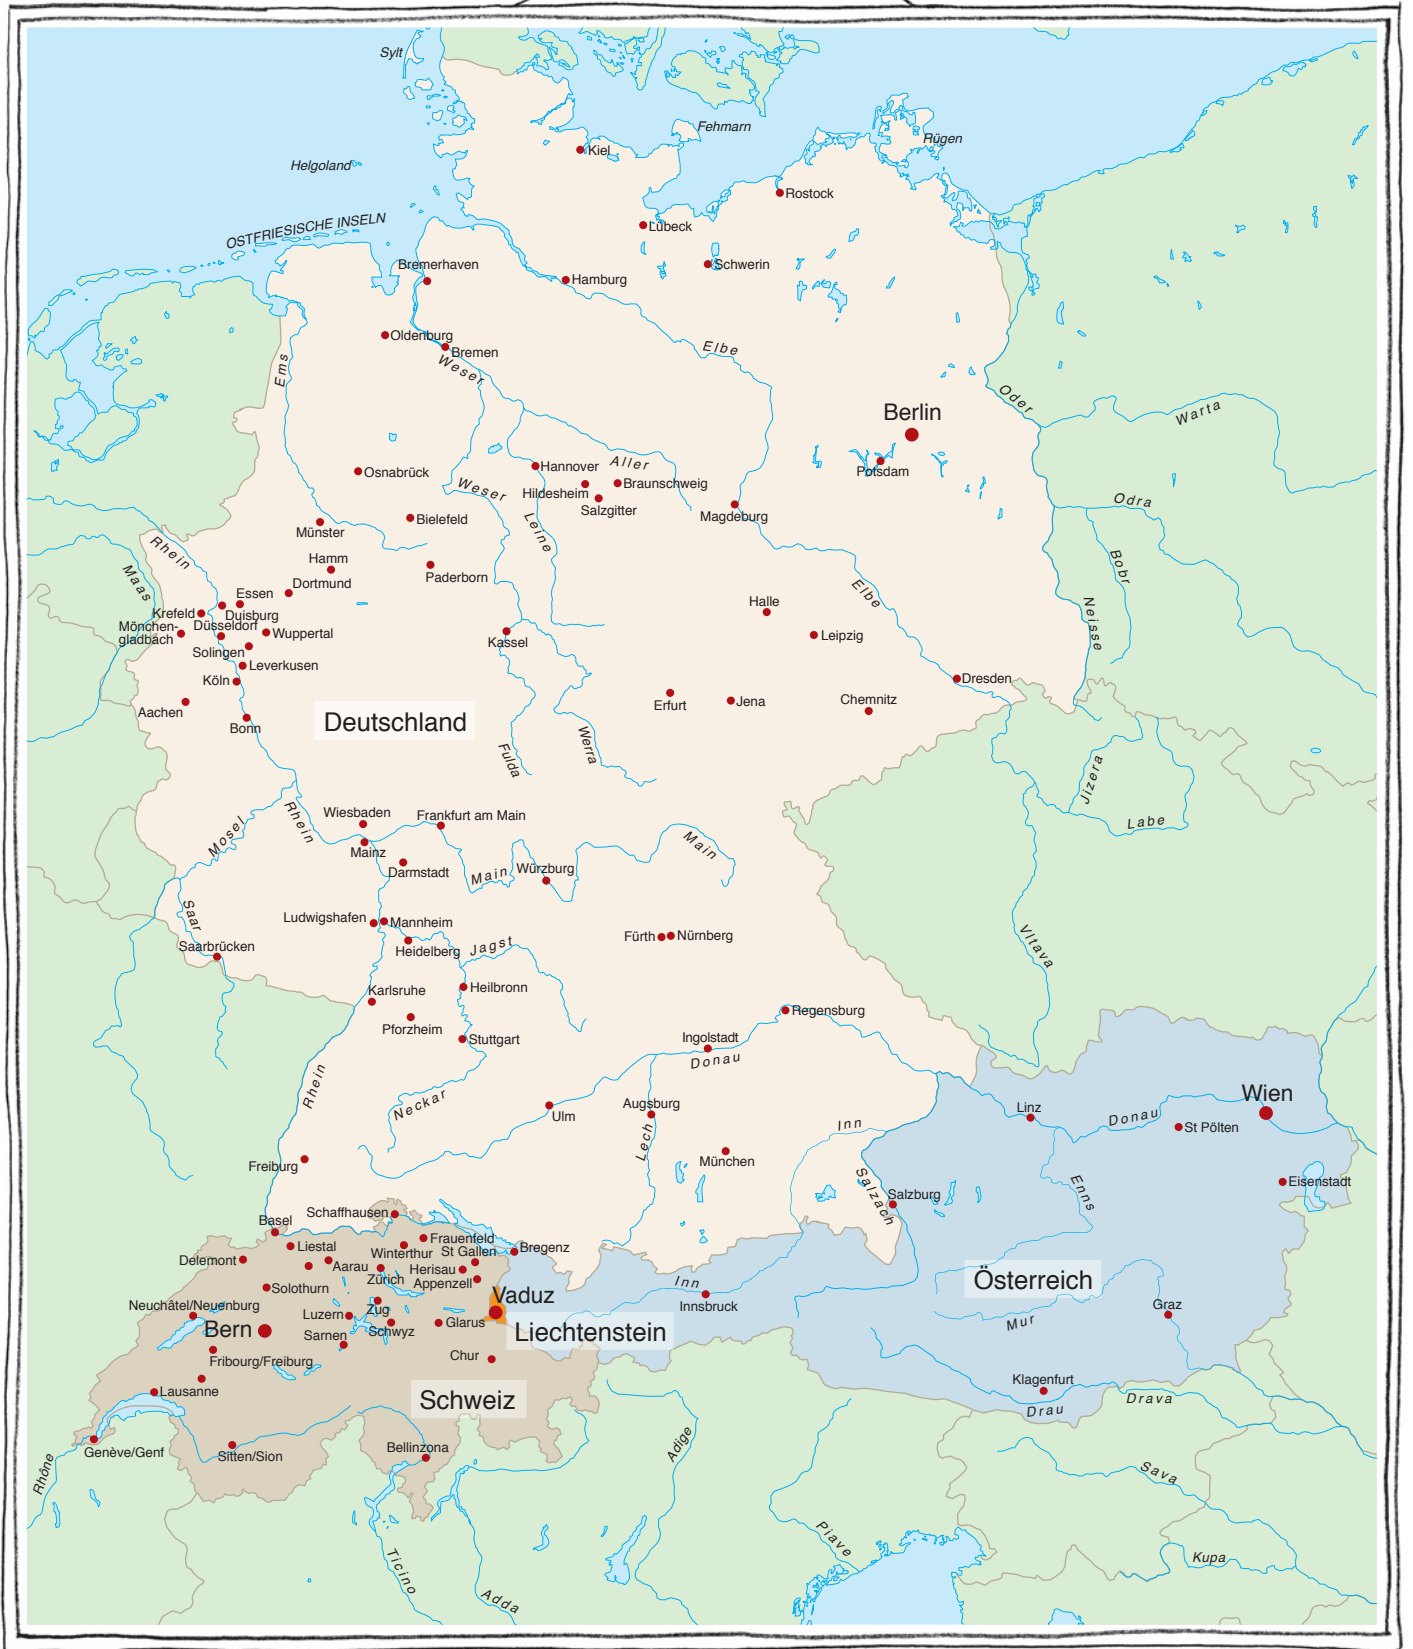 Sylt
Fehmarn
Rügen
Kiel
Helgoland
Rostock
OSTFRIESISCHE INSELN
Lübeck
Bremerhaven
Schwerin
Hamburg
Oldenburg
Bremen
Elbe
Weser
Ems
Oder
Warta
Berlin
Osnabrück
Hannover
Aller
Potsdam
Braunschweig
Weser
Hildesheim
Salzgitter
Magdeburg
Odra
Bielefeld
Münster
Leine
Rhein
Hamm
Bobr
Maas
Paderborn
Dortmund
Elbe
Essen
Halle
Krefeld
Duisburg
Neisse
Mönchen-
gladbach
Düsseldorf
Wuppertal
Leipzig
Kassel
Solingen
Leverkusen
Köln
Dresden
Aachen
Erfurt
Jena
Chemnitz
Bonn
Deutschland
Werra
Fulda
Jizera
Mosel
Rhein
Wiesbaden
Frankfurt am Main
Labe
Mainz
Main
Darmstadt
Main
Würzburg
Saar
Ludwigshafen
Mannheim
Fürth
Nürnberg
Saarbrücken
Heidelberg
Jagst
Vltava
Karlsruhe
Heilbronn
Regensburg
Pforzheim
Stuttgart
Ingolstadt
Donau
Rhein
Neckar
Ulm
Augsburg
Linz
Donau
Wien
Lech
Inn
St Pölten
Freiburg
München
Salzach
Salzburg
Enns
Eisenstadt
Schaffhausen
Basel
Liestal
Winterthur
Frauenfeld
St Gallen
Bregenz
Delemont
Aarau
Zürich
Herisau
Appenzell
Solothurn
Vaduz
Inn
Innsbruck
Österreich
Neuchâtel/Neuenburg
Luzern
Zug
Graz
Bern
Sarnen
Schwyz
Glarus
Liechtenstein
Mur
Fribourg/Freiburg
Chur
Lausanne
Schweiz
Klagenfurt
Drau
Drava
Genève/Genf
Sitten/Sion
Bellinzona
Adige
Rhône
Sava
Piave
Ticino
Kupa
Adda